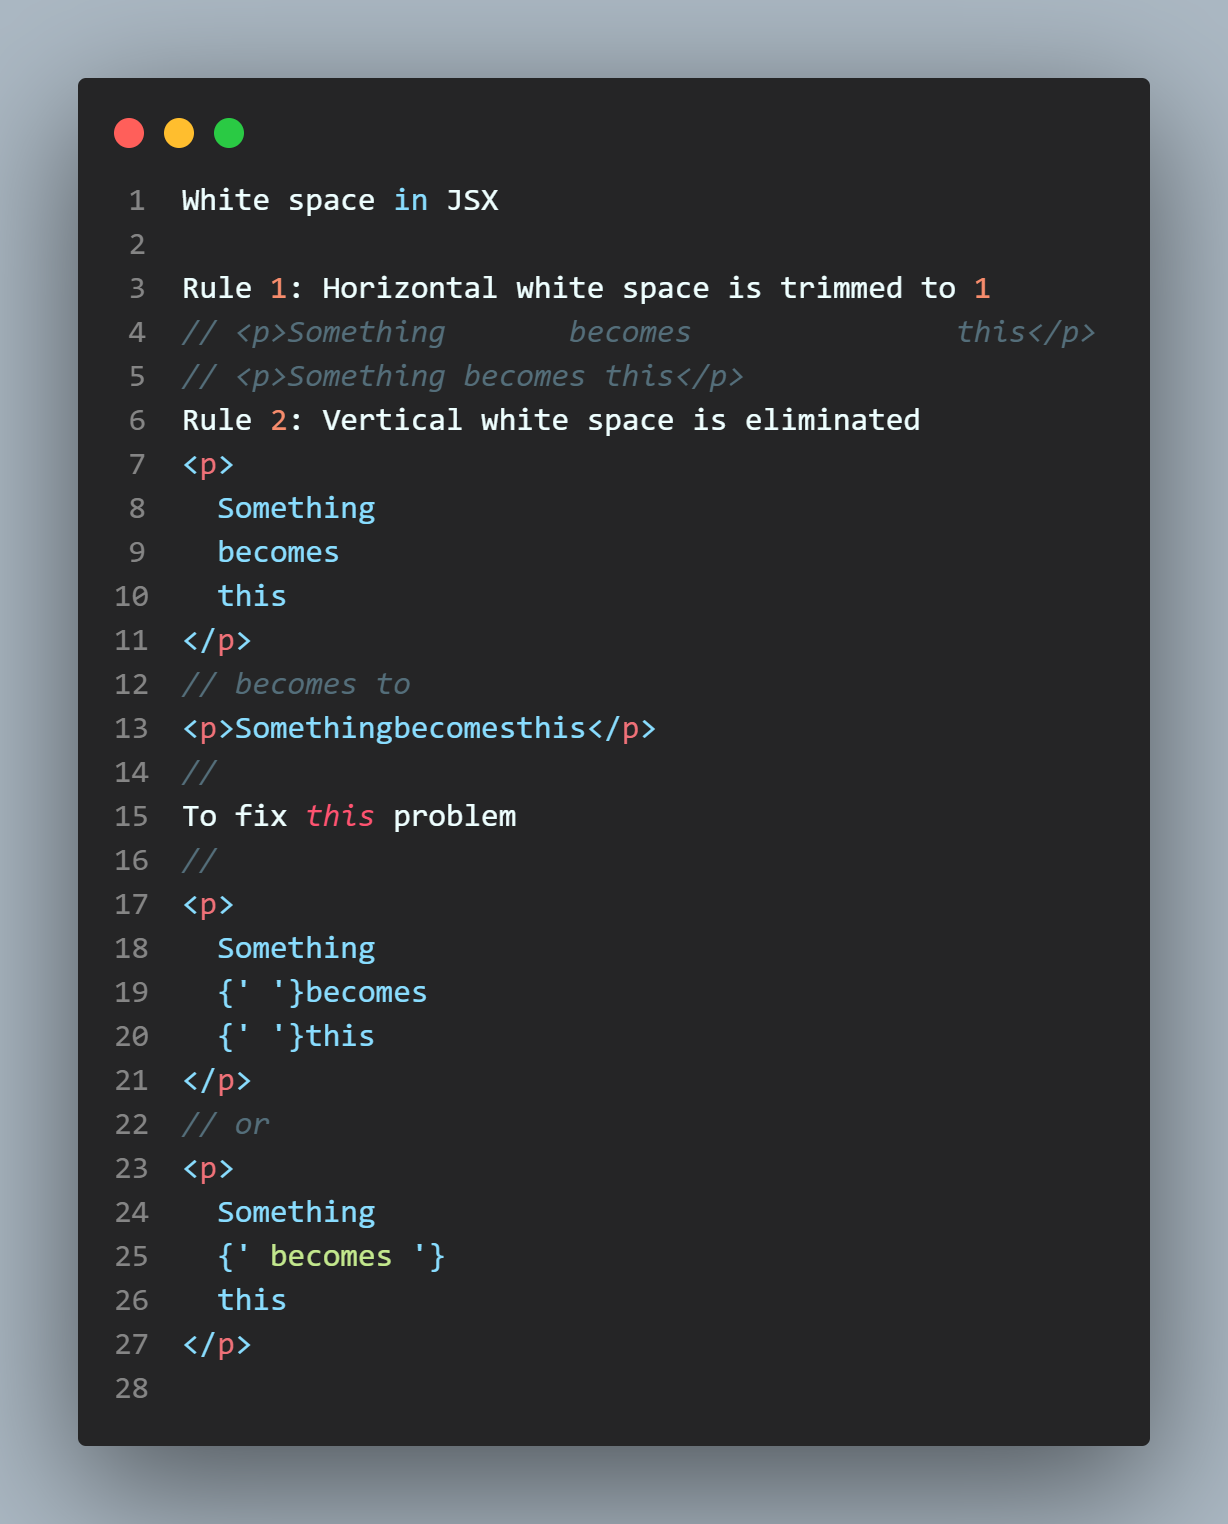 1 White space in JSX
2
3 Rule 1: Horizontal white space is trimmed to 1
4 // <p>Something       becomes               this</p>
5 // <p>Something becomes this</p>
6 Rule 2: Vertical white space is eliminated
7 <p>
8   Something
9   becomes
10   this
11 </p>
12 // becomes to
13 <p>Somethingbecomesthis</p>
14 //
15 To fix this problem
16 //
17 <p>
18   Something
19   {' '}becomes
20   {' '}this
21 </p>
22 // or
23 <p>
24   Something
25   {' becomes '}
26   this
27 </p>
28